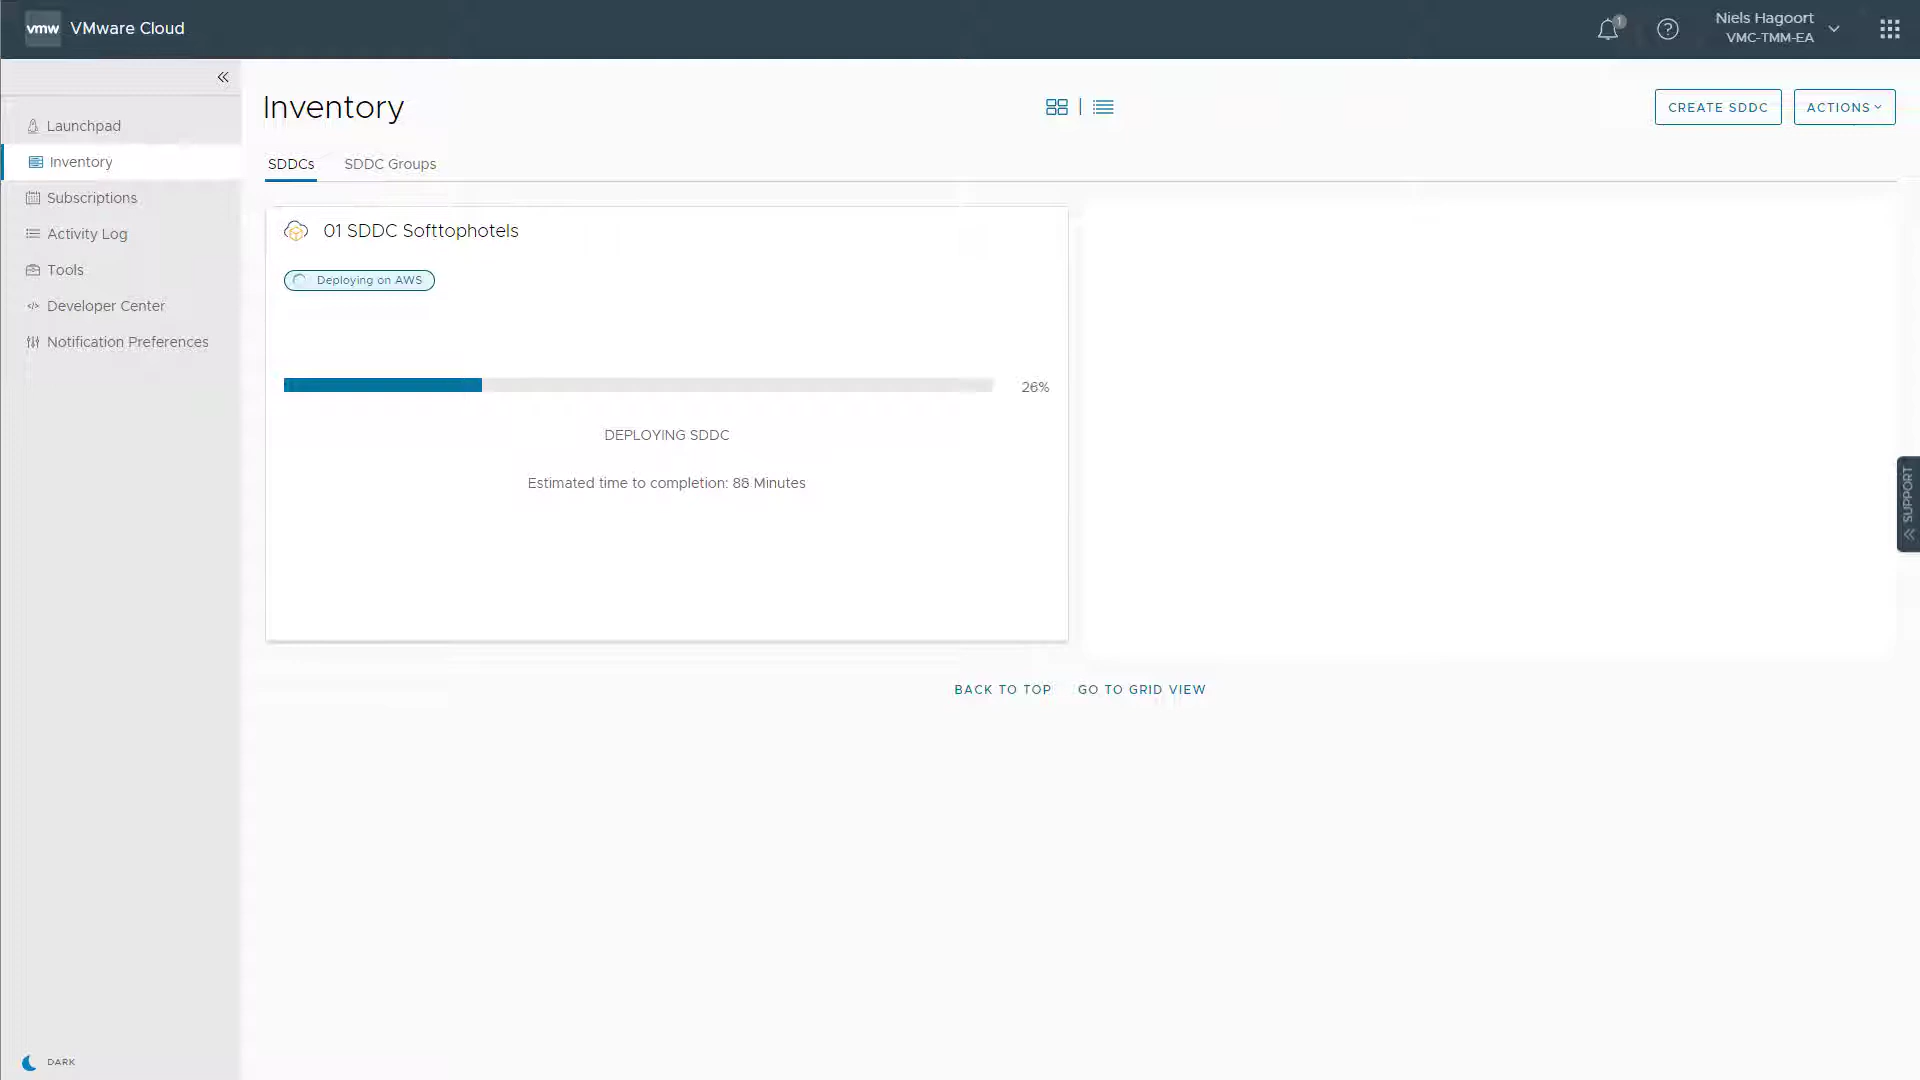 vmw VMware Cloud
1
Niels Hagoort
VMC-TMM-EA
Launchpad
Inventory
Subscriptions
Activity Log
Tools
Developer Center
Notification Preferences
DARK
Inventory
CREATE SDDC
ACTIONS
SDDCs
SDDC Groups
01 SDDC Softtophotels
Deploying on AWS
26%
DEPLOYING SDDC
Estimated time to completion: 88 Minutes
BACK TO TOP
GO TO GRID VIEW
SUPPORT